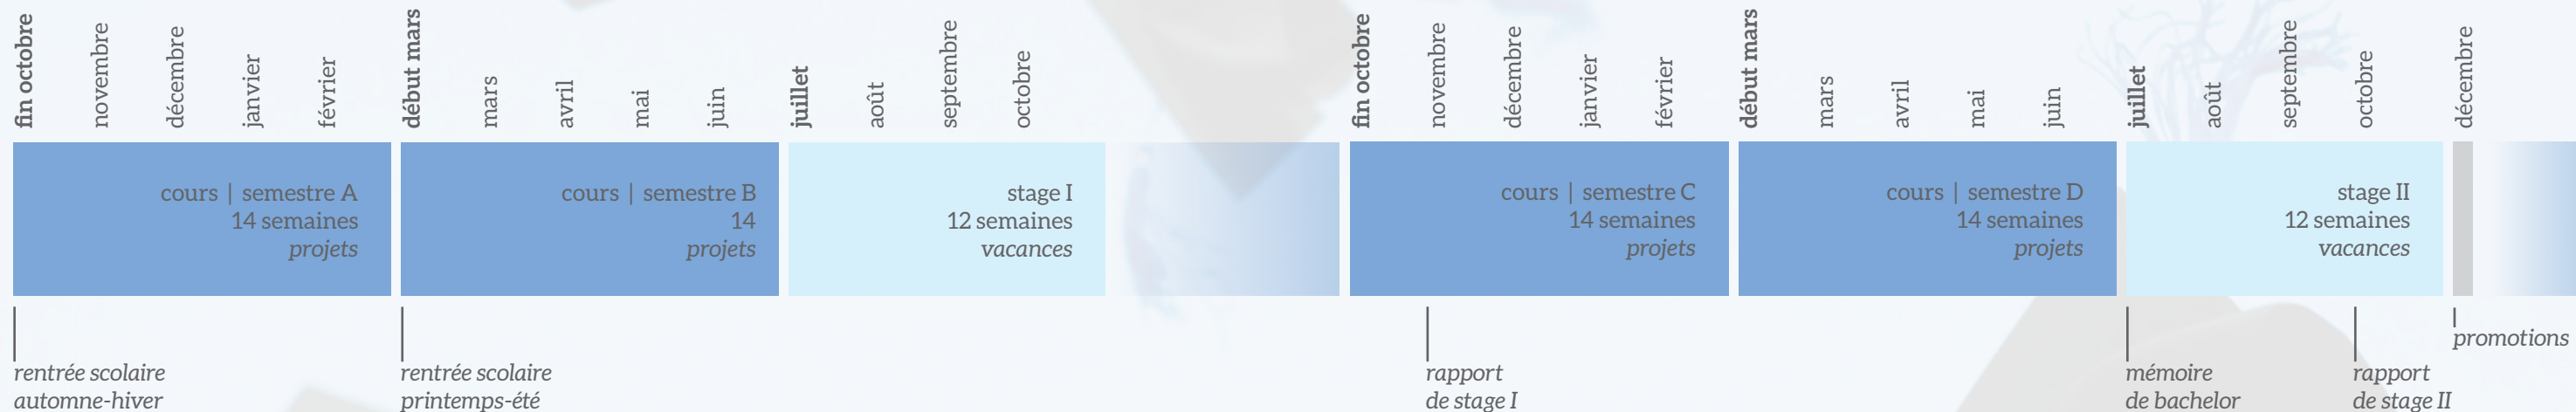 fin octobre
novembre
décembre
janvier
février
début mars
mars
avril
mai
juin
juillet
août
septembre
octobre
fin octobre
novembre
décembre
janvier
février
début mars
mars
avril
mai
juin
juillet
août
septembre
octobre
décembre
cours | semestre A
14 semaines
projets
cours | semestre B
14
projets
stage I
12 semaines
vacances
cours | semestre C
14 semaines
projets
cours | semestre D
14 semaines
projets
stage II
12 semaines
vacances
rentrée scolaire
automne-hiver
rentrée scolaire
printemps-été
rapport
de stage I
mémoire
de bachelor
rapport
de stage II
promotions